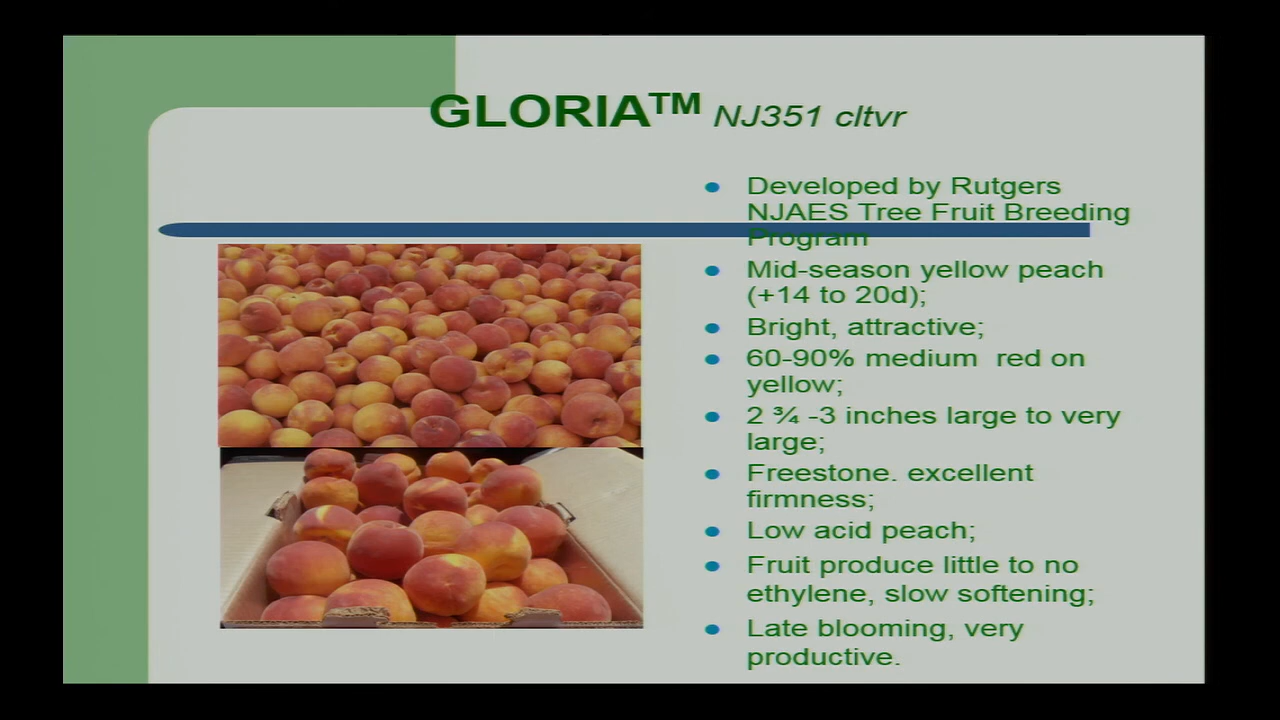 GLORIA™ NJ351 cltvr
Developed by Rutgers
NJAES Tree Fruit Breeding
Program
Mid-season yellow peach
(+14 to 20d);
Bright, attractive;
60-90% medium red on
yellow;
2 ¾ -3 inches large to very
large;
Freestone. excellent
firmness;
Low acid peach;
Fruit produce little to no
ethylene, slow softening;
Late blooming, very
productive.